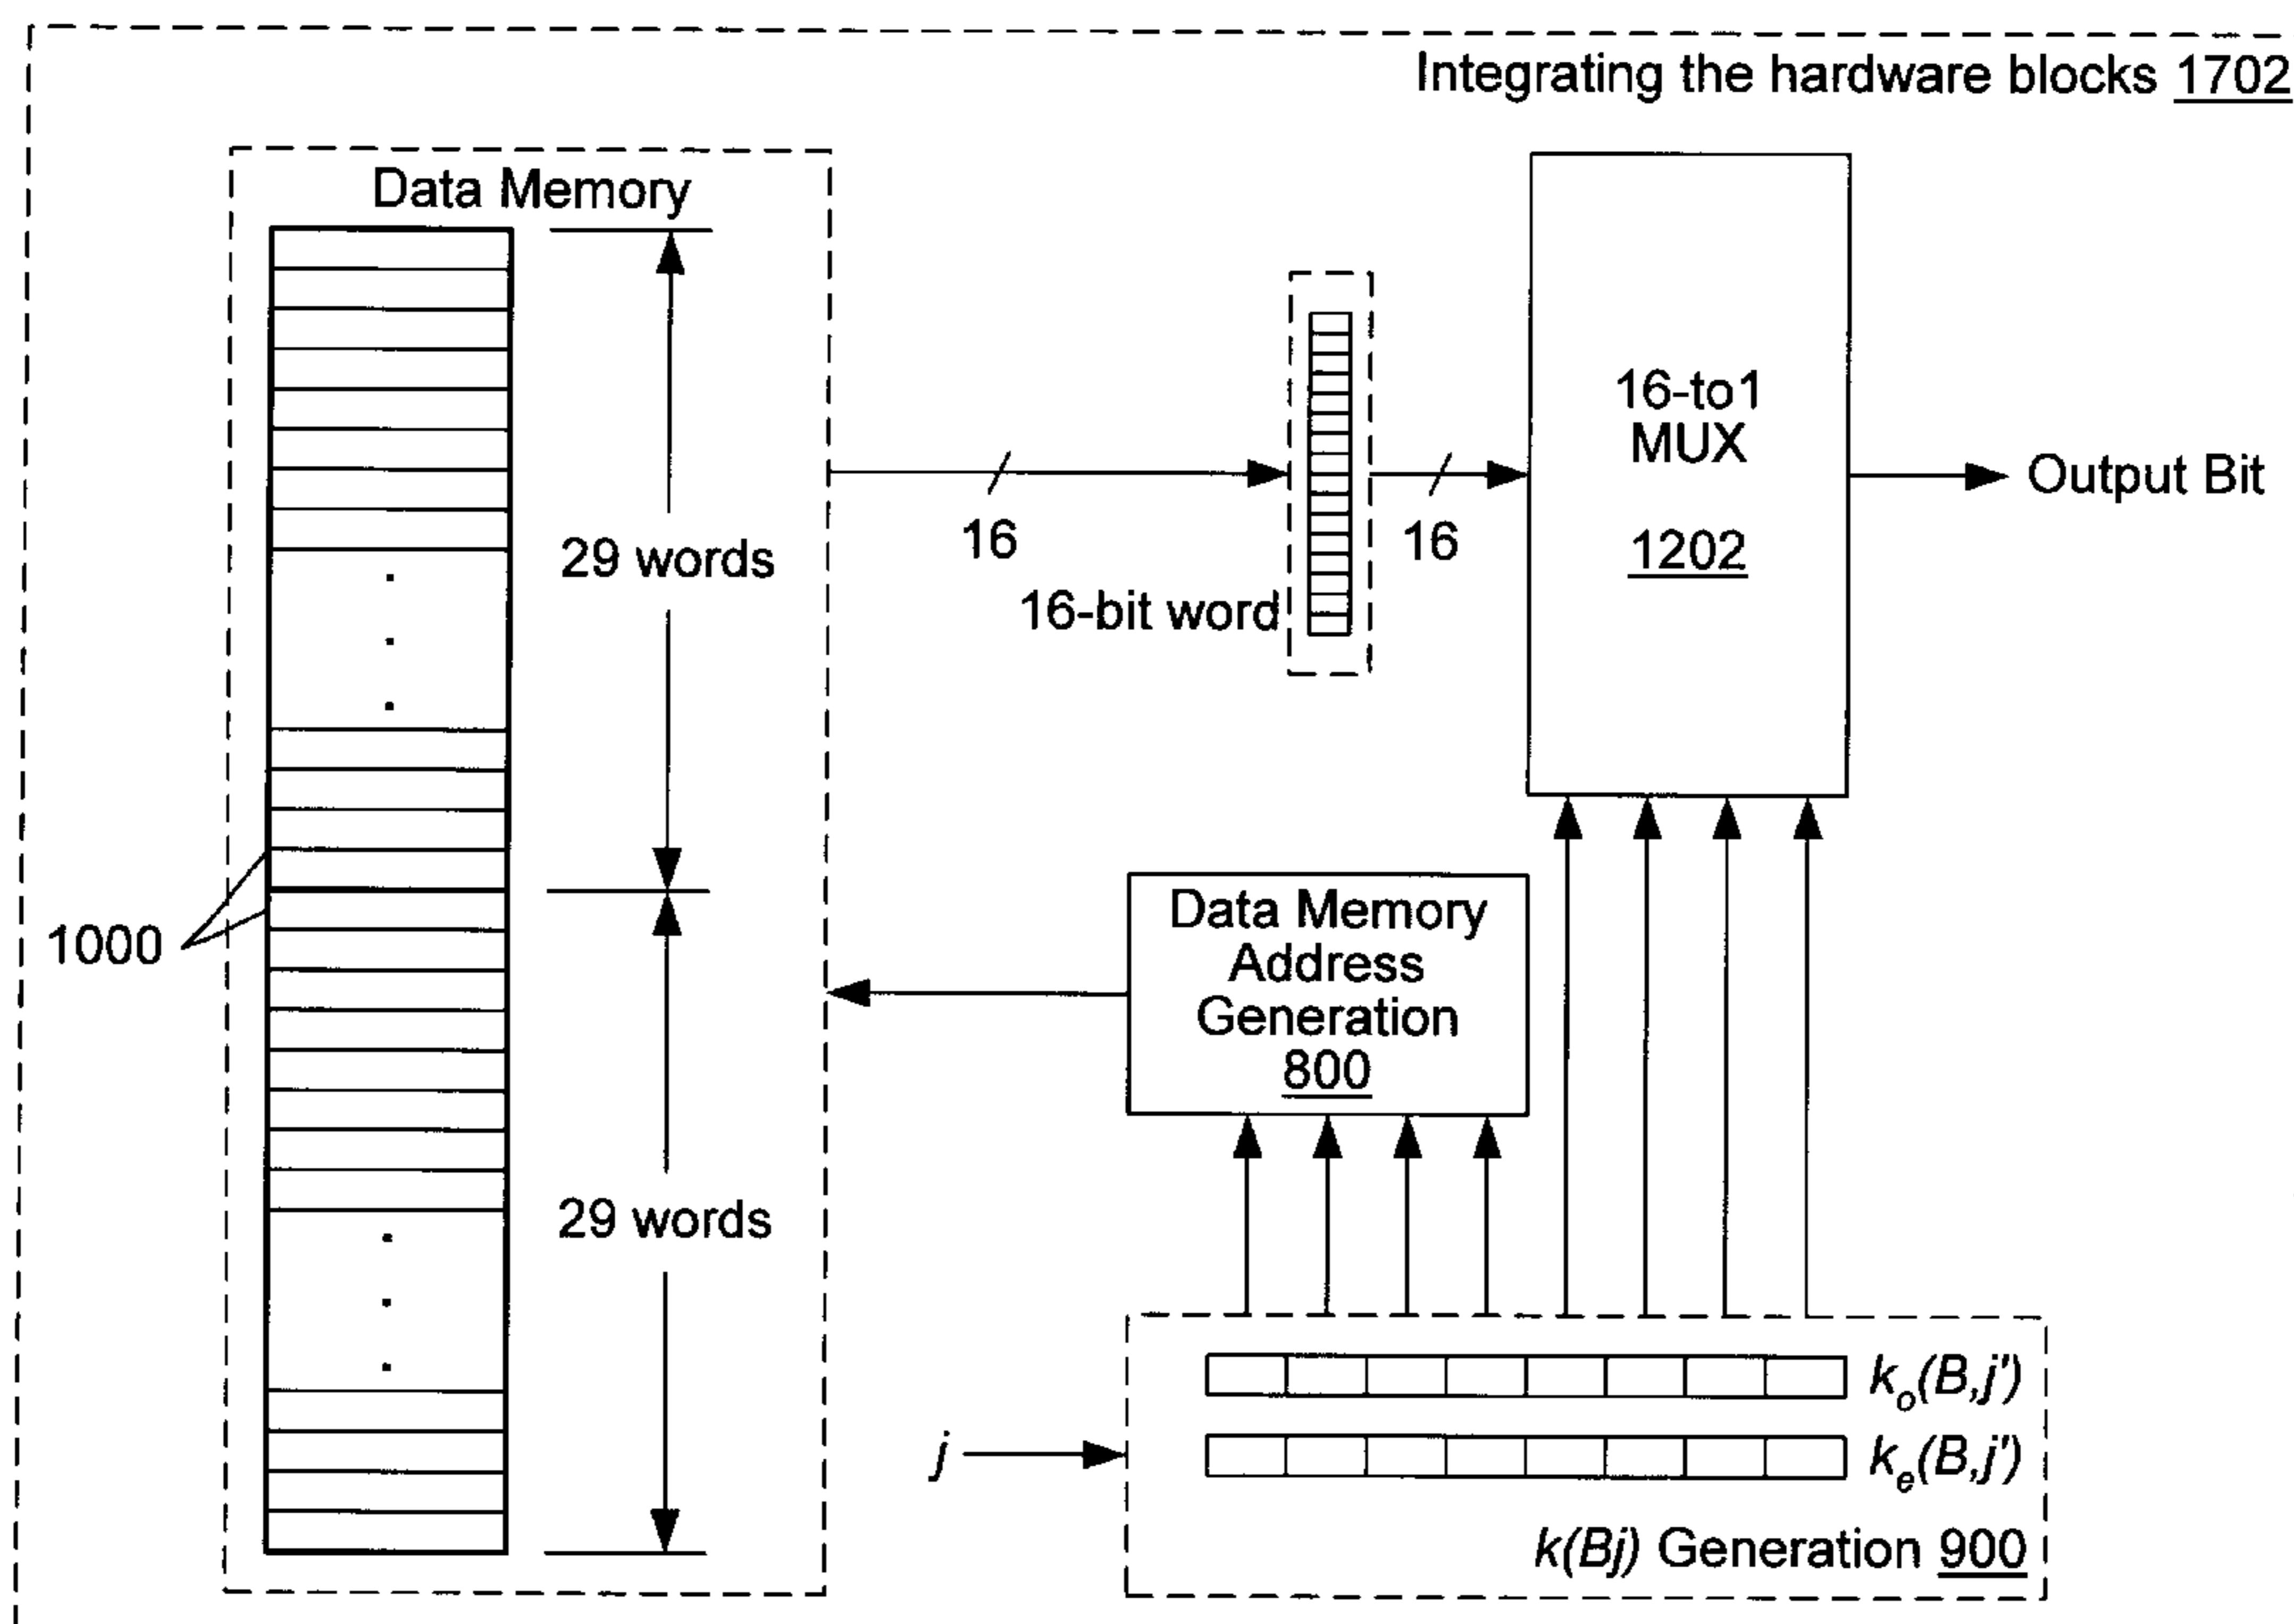 Integrating the hardware blocks 1702
Data Memory
29 words
29 words
1000
16
16-bit word
16
16-to1
MUX
1202
Output Bit
Data Memory
Address
Generation
800
j
k_o(B,j')
k_e(B,j')
k(Bj) Generation 900